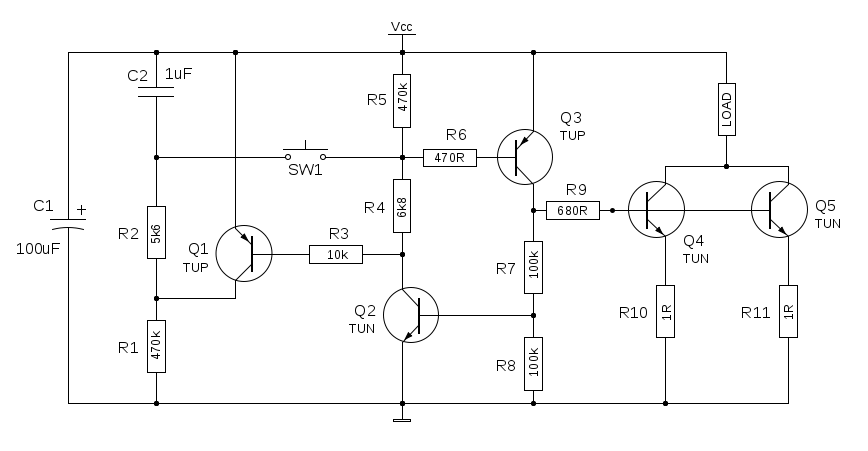 Vcc
C2 1uF
R5 470k
LOAD
Q3
TUP
R6
470R
SW1
R9
680R
C1 +
100uF
R2 5k6
R4 6k8
Q1
TUP
R3
10k
Q4
TUN
Q5
TUN
R7 100k
Q2
TUN
R10 1R
R11 1R
R1 470k
R8 100k